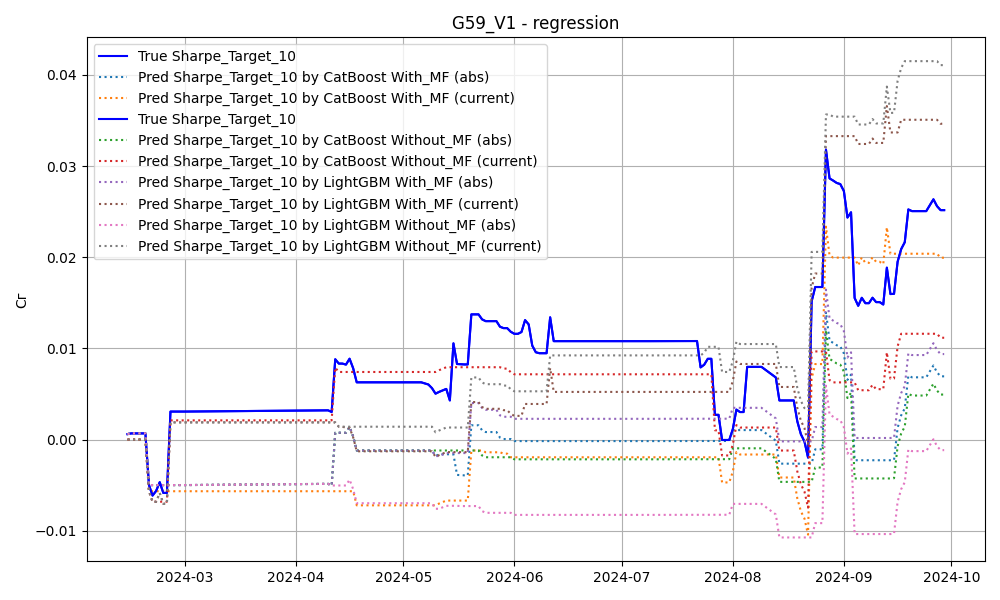 G59_V1 - regression
True Sharpe_Target_10
Pred Sharpe_Target_10 by CatBoost With_MF (abs)
Pred Sharpe_Target_10 by CatBoost With_MF (current)
True Sharpe_Target_10
Pred Sharpe_Target_10 by CatBoost Without_MF (abs)
Pred Sharpe_Target_10 by CatBoost Without_MF (current)
Pred Sharpe_Target_10 by LightGBM With_MF (abs)
Pred Sharpe_Target_10 by LightGBM With_MF (current)
Pred Sharpe_Target_10 by LightGBM Without_MF (abs)
Pred Sharpe_Target_10 by LightGBM Without_MF (current)
Cr
0.04
0.03
0.02
0.01
0.00
−0.01
2024-03
2024-04
2024-05
2024-06
2024-07
2024-08
2024-09
2024-10